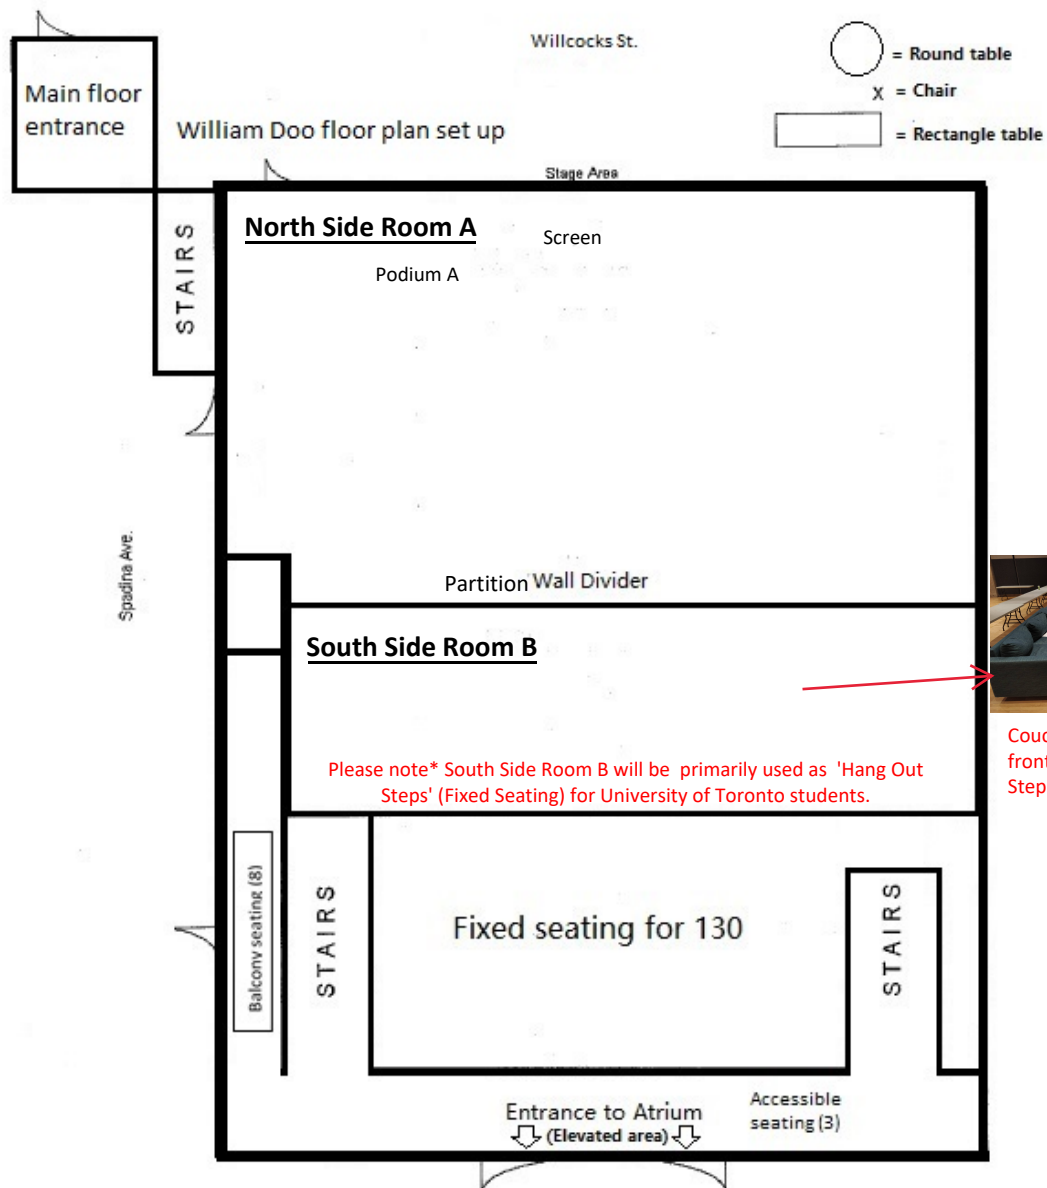 Willcocks St.
= Round table
x = Chair
= Rectangle table
Main floor
entrance
William Doo floor plan set up
Stage Area
North Side Room A
Screen
Podium A
STAIRS
Spadina Ave.
Partition Wall Divider
South Side Room B
Please note* South Side Room B will be primarily used as 'Hang Out
Steps' (Fixed Seating) for University of Toronto students.
front
Step
Balcony seating (8)
STAIRS
Fixed seating for 130
STAIRS
Entrance to Atrium
(Elevated area)
Accessible
seating (3)